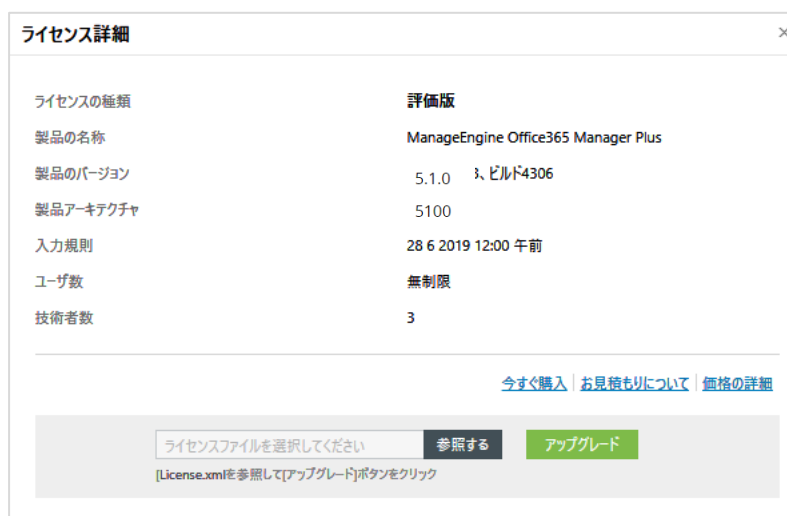 ライセンス詳細 ×
ライセンスの種類 評価版
製品の名称 ManageEngine Office365 Manager Plus
製品のバージョン 5.1.0 、ビルド4306
製品アーキテクチャ 5100
入力規則 28 6 2019 12:00 午前
ユーザ数 無制限
技術者数 3
今すぐ購入 | お見積もりについて | 価格の詳細
ライセンスファイルを選択してください 参照する アップグレード
[License.xmlを参照して[アップグレード]ボタンをクリック